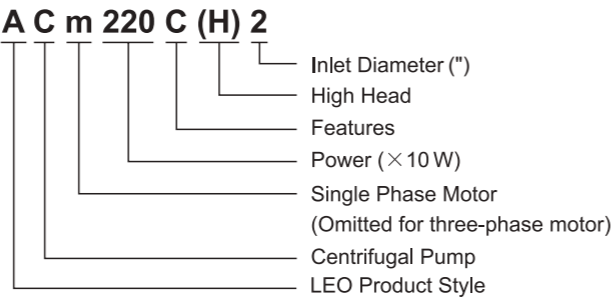 A C m 220 C (H) 2
Inlet Diameter (")
High Head
Features
Power (×10 W)
Single Phase Motor
(Omitted for three-phase motor)
Centrifugal Pump
LEO Product Style